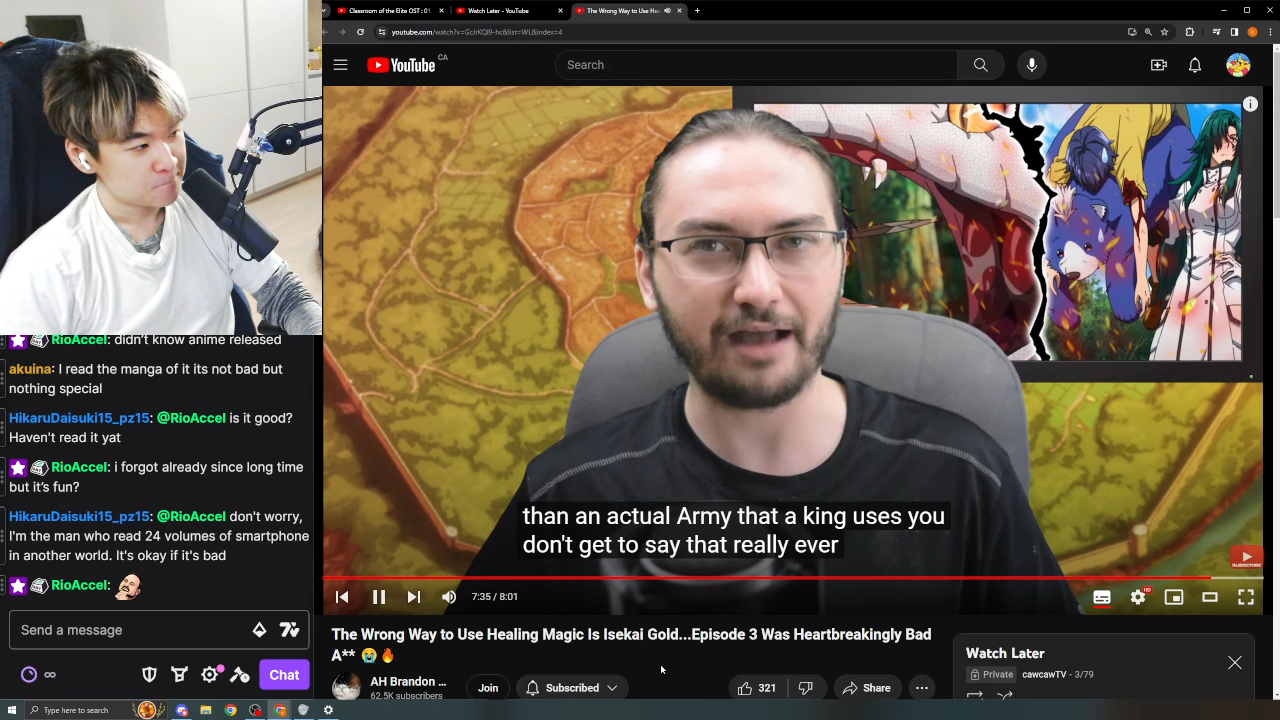 Classroom of the Elite OST : 01.
Watch Later - YouTube
The Wrong Way to Use Hea
youtube.com/watch?v=GcJrKQI9-hc&list=WL&index=4
YouTube CA
Search
RioAccel: didn't know anime released
akuina: I read the manga of it its not bad but
nothing special
HikaruDaisuki15_pz15: @RioAccel is it good?
Haven't read it yat
RioAccel: i forgot already since long time
but it's fun?
HikaruDaisuki15_pz15: @RioAccel don't worry,
I'm the man who read 24 volumes of smartphone
in another world. It's okay if it's bad
RioAccel:
Send a message
Chat
than an actual Army that a king uses you
don't get to say that really ever
SUBSCRIBE
7:35 / 8:01
HD
The Wrong Way to Use Healing Magic Is Isekai Gold...Episode 3 Was Heartbreakingly Bad
A**
AH Brandon ...
62.5K subscribers
Join
Subscribed
321
Share
Watch Later
Private cawcawTV - 3/79
Type here to search